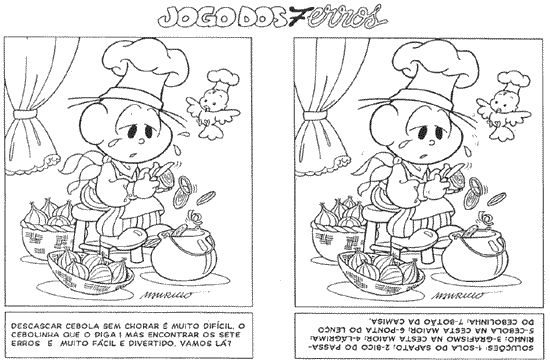 JOGO DOS 7 erros
MAURICIO
MAURICIO
DESCASCAR CEBOLA SEM CHORAR É MUITO DIFÍCIL. O
CEBOLINHA QUE O DIGA! MAS ENCONTRAR OS SETE
ERROS É MUITO FÁCIL E DIVERTIDO. VAMOS LÁ?
SOLUÇÕES: 1-SOLA DO SAPATO; 2-BICO DO PASSA-
RINHO; 3-GRAFISMO NA CESTA MAIOR; 4-LÁGRIMA;
5-CEBOLA NA CESTA MAIOR; 6-PONTA DO LENÇO
DO CEBOLINHA; 7-BOTÃO DA CAMISA.